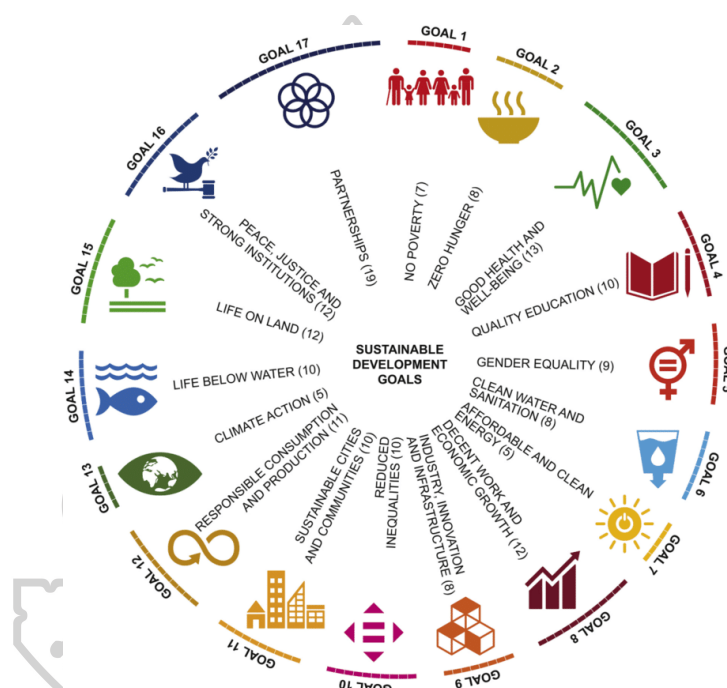 GOAL 1
GOAL 2
GOAL 3
GOAL 4
GOAL 5
GOAL 6
GOAL 7
GOAL 8
GOAL 9
GOAL 10
GOAL 11
GOAL 12
GOAL 13
GOAL 14
GOAL 15
GOAL 16
GOAL 17
NO POVERTY (7)
ZERO HUNGER (8)
GOOD HEALTH AND
WELL-BEING (13)
QUALITY EDUCATION (10)
GENDER EQUALITY (9)
CLEAN WATER AND
SANITATION (8)
AFFORDABLE AND CLEAN
ENERGY (5)
DECENT WORK AND
ECONOMIC GROWTH (12)
INDUSTRY, INNOVATION
AND INFRASTRUCTURE (8)
REDUCED
INEQUALITIES (10)
SUSTAINABLE CITIES
AND COMMUNITIES (10)
RESPONSIBLE CONSUMPTION
AND PRODUCTION (11)
CLIMATE ACTION (5)
LIFE BELOW WATER (10)
LIFE ON LAND (12)
PEACE, JUSTICE AND
STRONG INSTITUTIONS (12)
PARTNERSHIPS (19)
SUSTAINABLE
DEVELOPMENT
GOALS